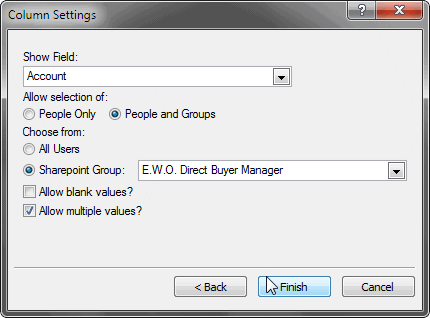 Column Settings
Show Field:
Account
Allow selection of:
People Only People and Groups
Choose from:
All Users
Sharepoint Group: E.W.O. Direct Buyer Manager
Allow blank values?
Allow multiple values?
< Back Finish Cancel